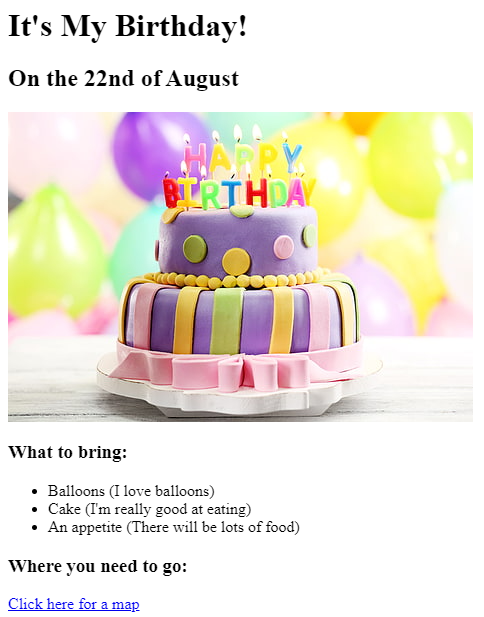 It's My Birthday!
On the 22nd of August
HAPPY
BIRTHDAY
What to bring:
Balloons (I love balloons)
Cake (I'm really good at eating)
An appetite (There will be lots of food)
Where you need to go:
Click here for a map